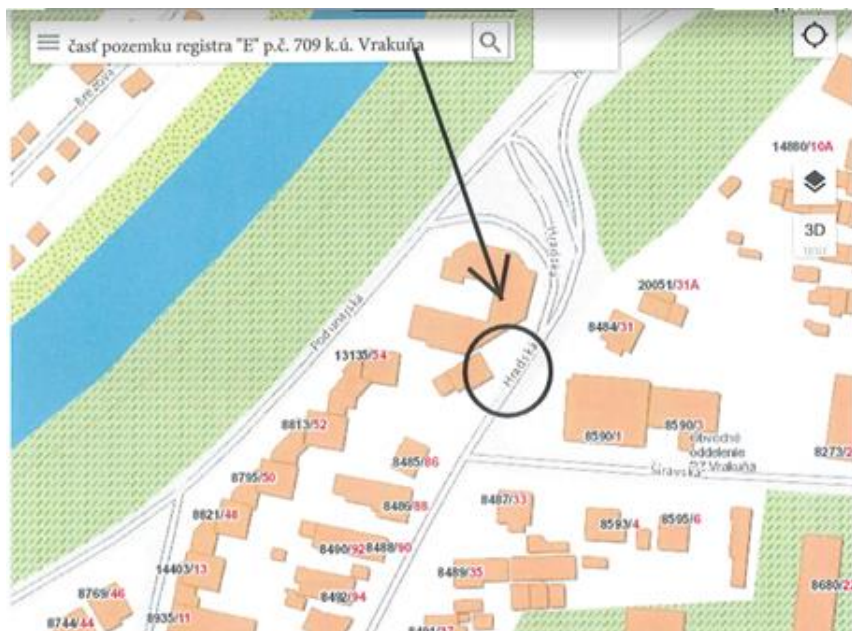 časť pozemku registra "E" p.č. 709 k.ú. Vrakuňa
Brezová
14880/10A
3D
Hradská
20051/31A
8484/31
Podunajská
13135/54
Hradská
8813/52
8590/1
8590/3
Obvodné
oddelenie
PZ Vrakuňa
8273/2
8485/86
8795/50
Šíravská
8486/88
8487/33
8821/48
8593/4
8595/6
8490/92
8488/90
14403/13
8489/35
8680/2
8769/46
8492/94
8744/44
8935/11